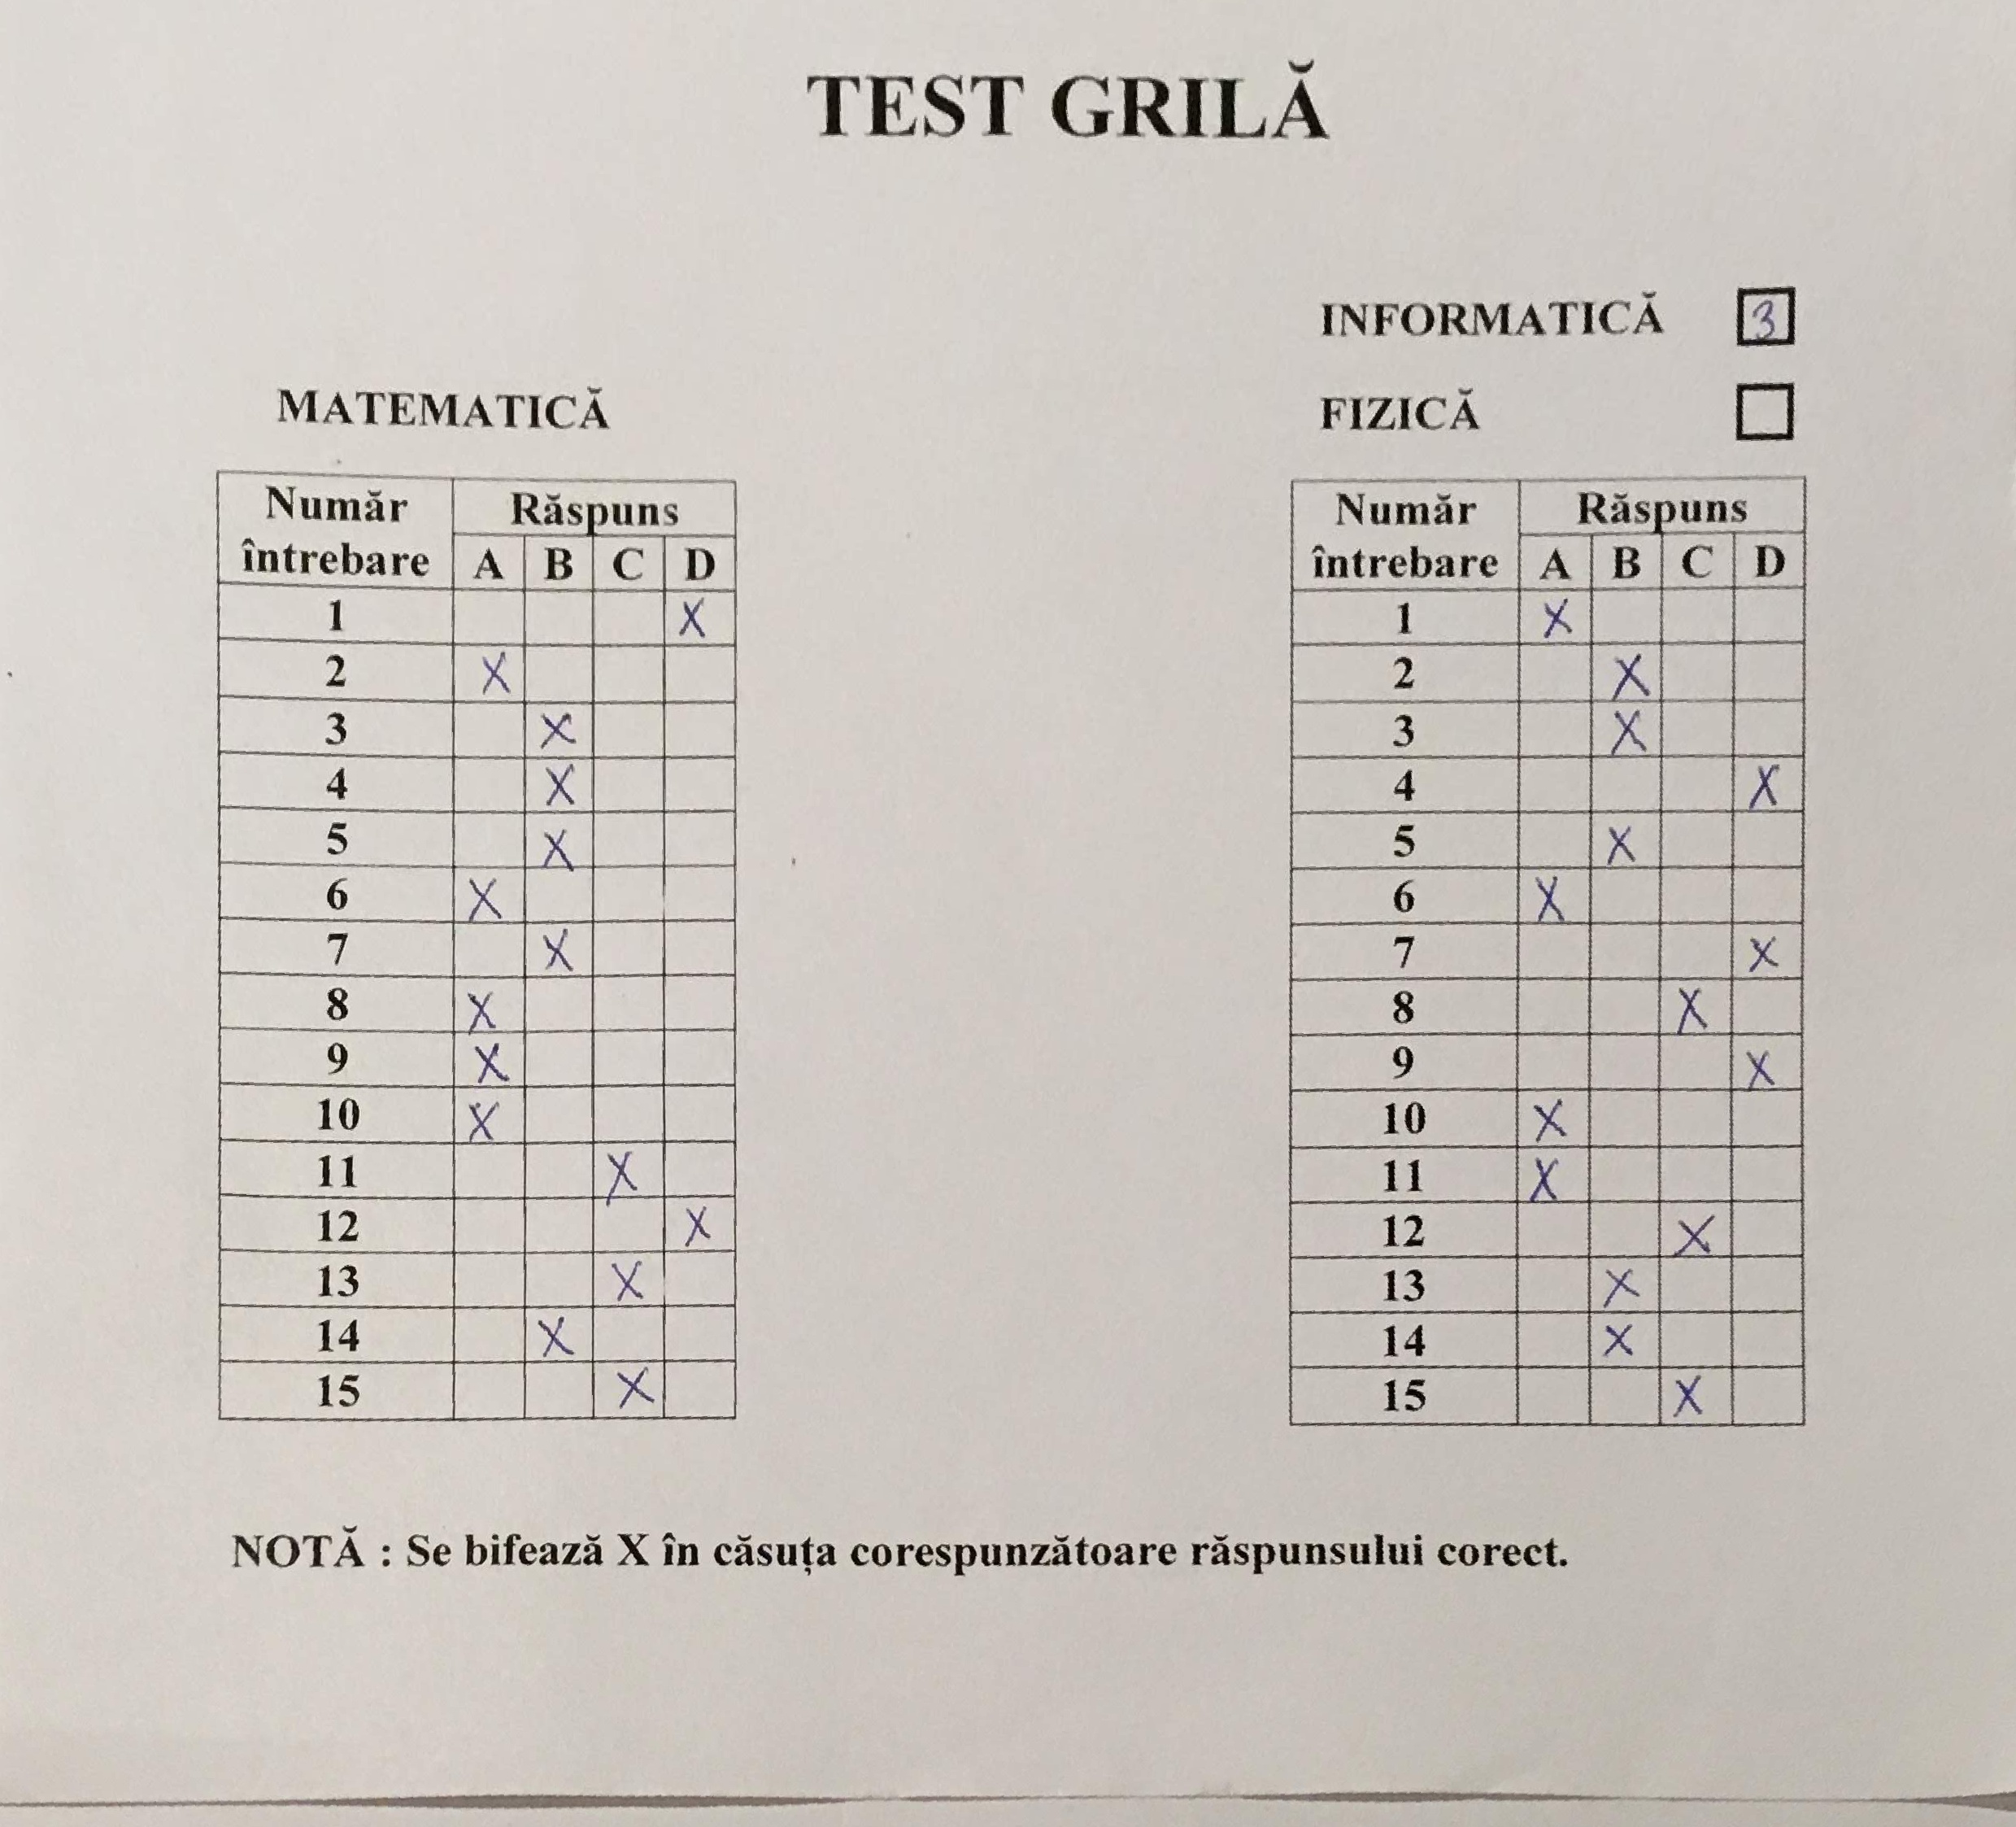 TEST GRILĂ
INFORMATICĂ 3
MATEMATICĂ
FIZICĂ
Număr întrebare Răspuns
A B C D
1 X
2 X
3 X
4 X
5 X
6 X
7 X
8 X
9 X
10 X
11 X
12 X
13 X
14 X
15 X
Număr întrebare Răspuns
A B C D
1 X
2 X
3 X
4 X
5 X
6 X
7 X
8 X
9 X
10 X
11 X
12 X
13 X
14 X
15 X
NOTĂ : Se bifează X în căsuța corespunzătoare răspunsului corect.